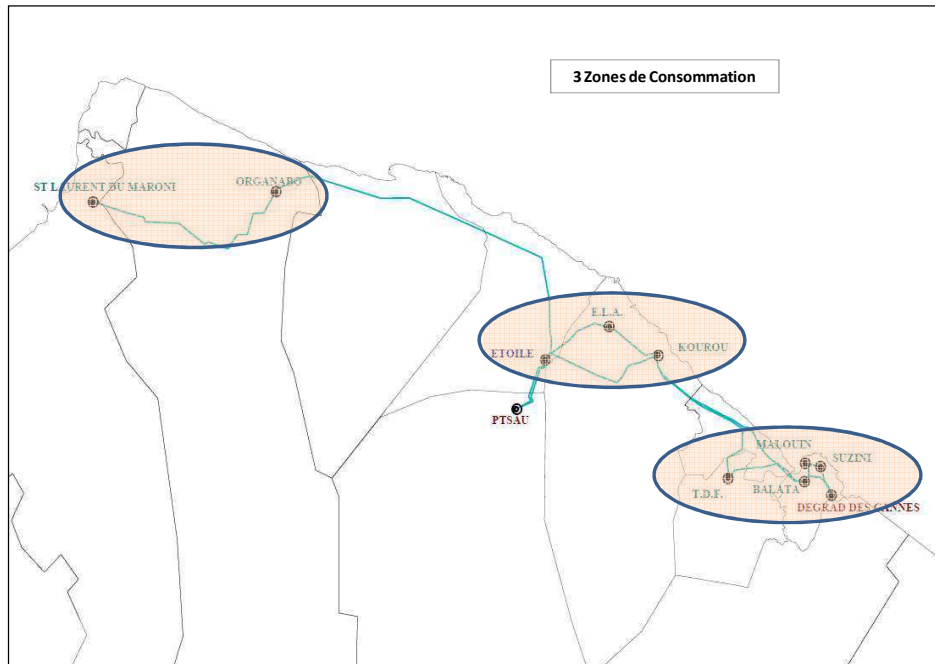 3 Zones de Consommation
ST LAURENT DU MARONI
ORGANABO
E.L.A.
ETOILE
KOUROU
PTSAU
MALOUIN
SUZINI
T.D.F.
BALATA
DEGRAD DES CANNES